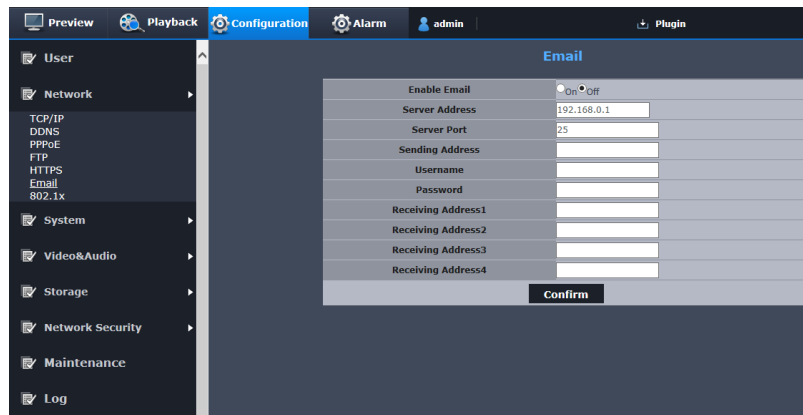 Preview Playback Configuration Alarm admin Plugin
User
Network
TCP/IP
DDNS
PPPoE
FTP
HTTPS
Email
802.1x
System
Video&Audio
Storage
Network Security
Maintenance
Log
Email
Enable Email On Off
Server Address 192.168.0.1
Server Port 25
Sending Address
Username
Password
Receiving Address1
Receiving Address2
Receiving Address3
Receiving Address4
Confirm